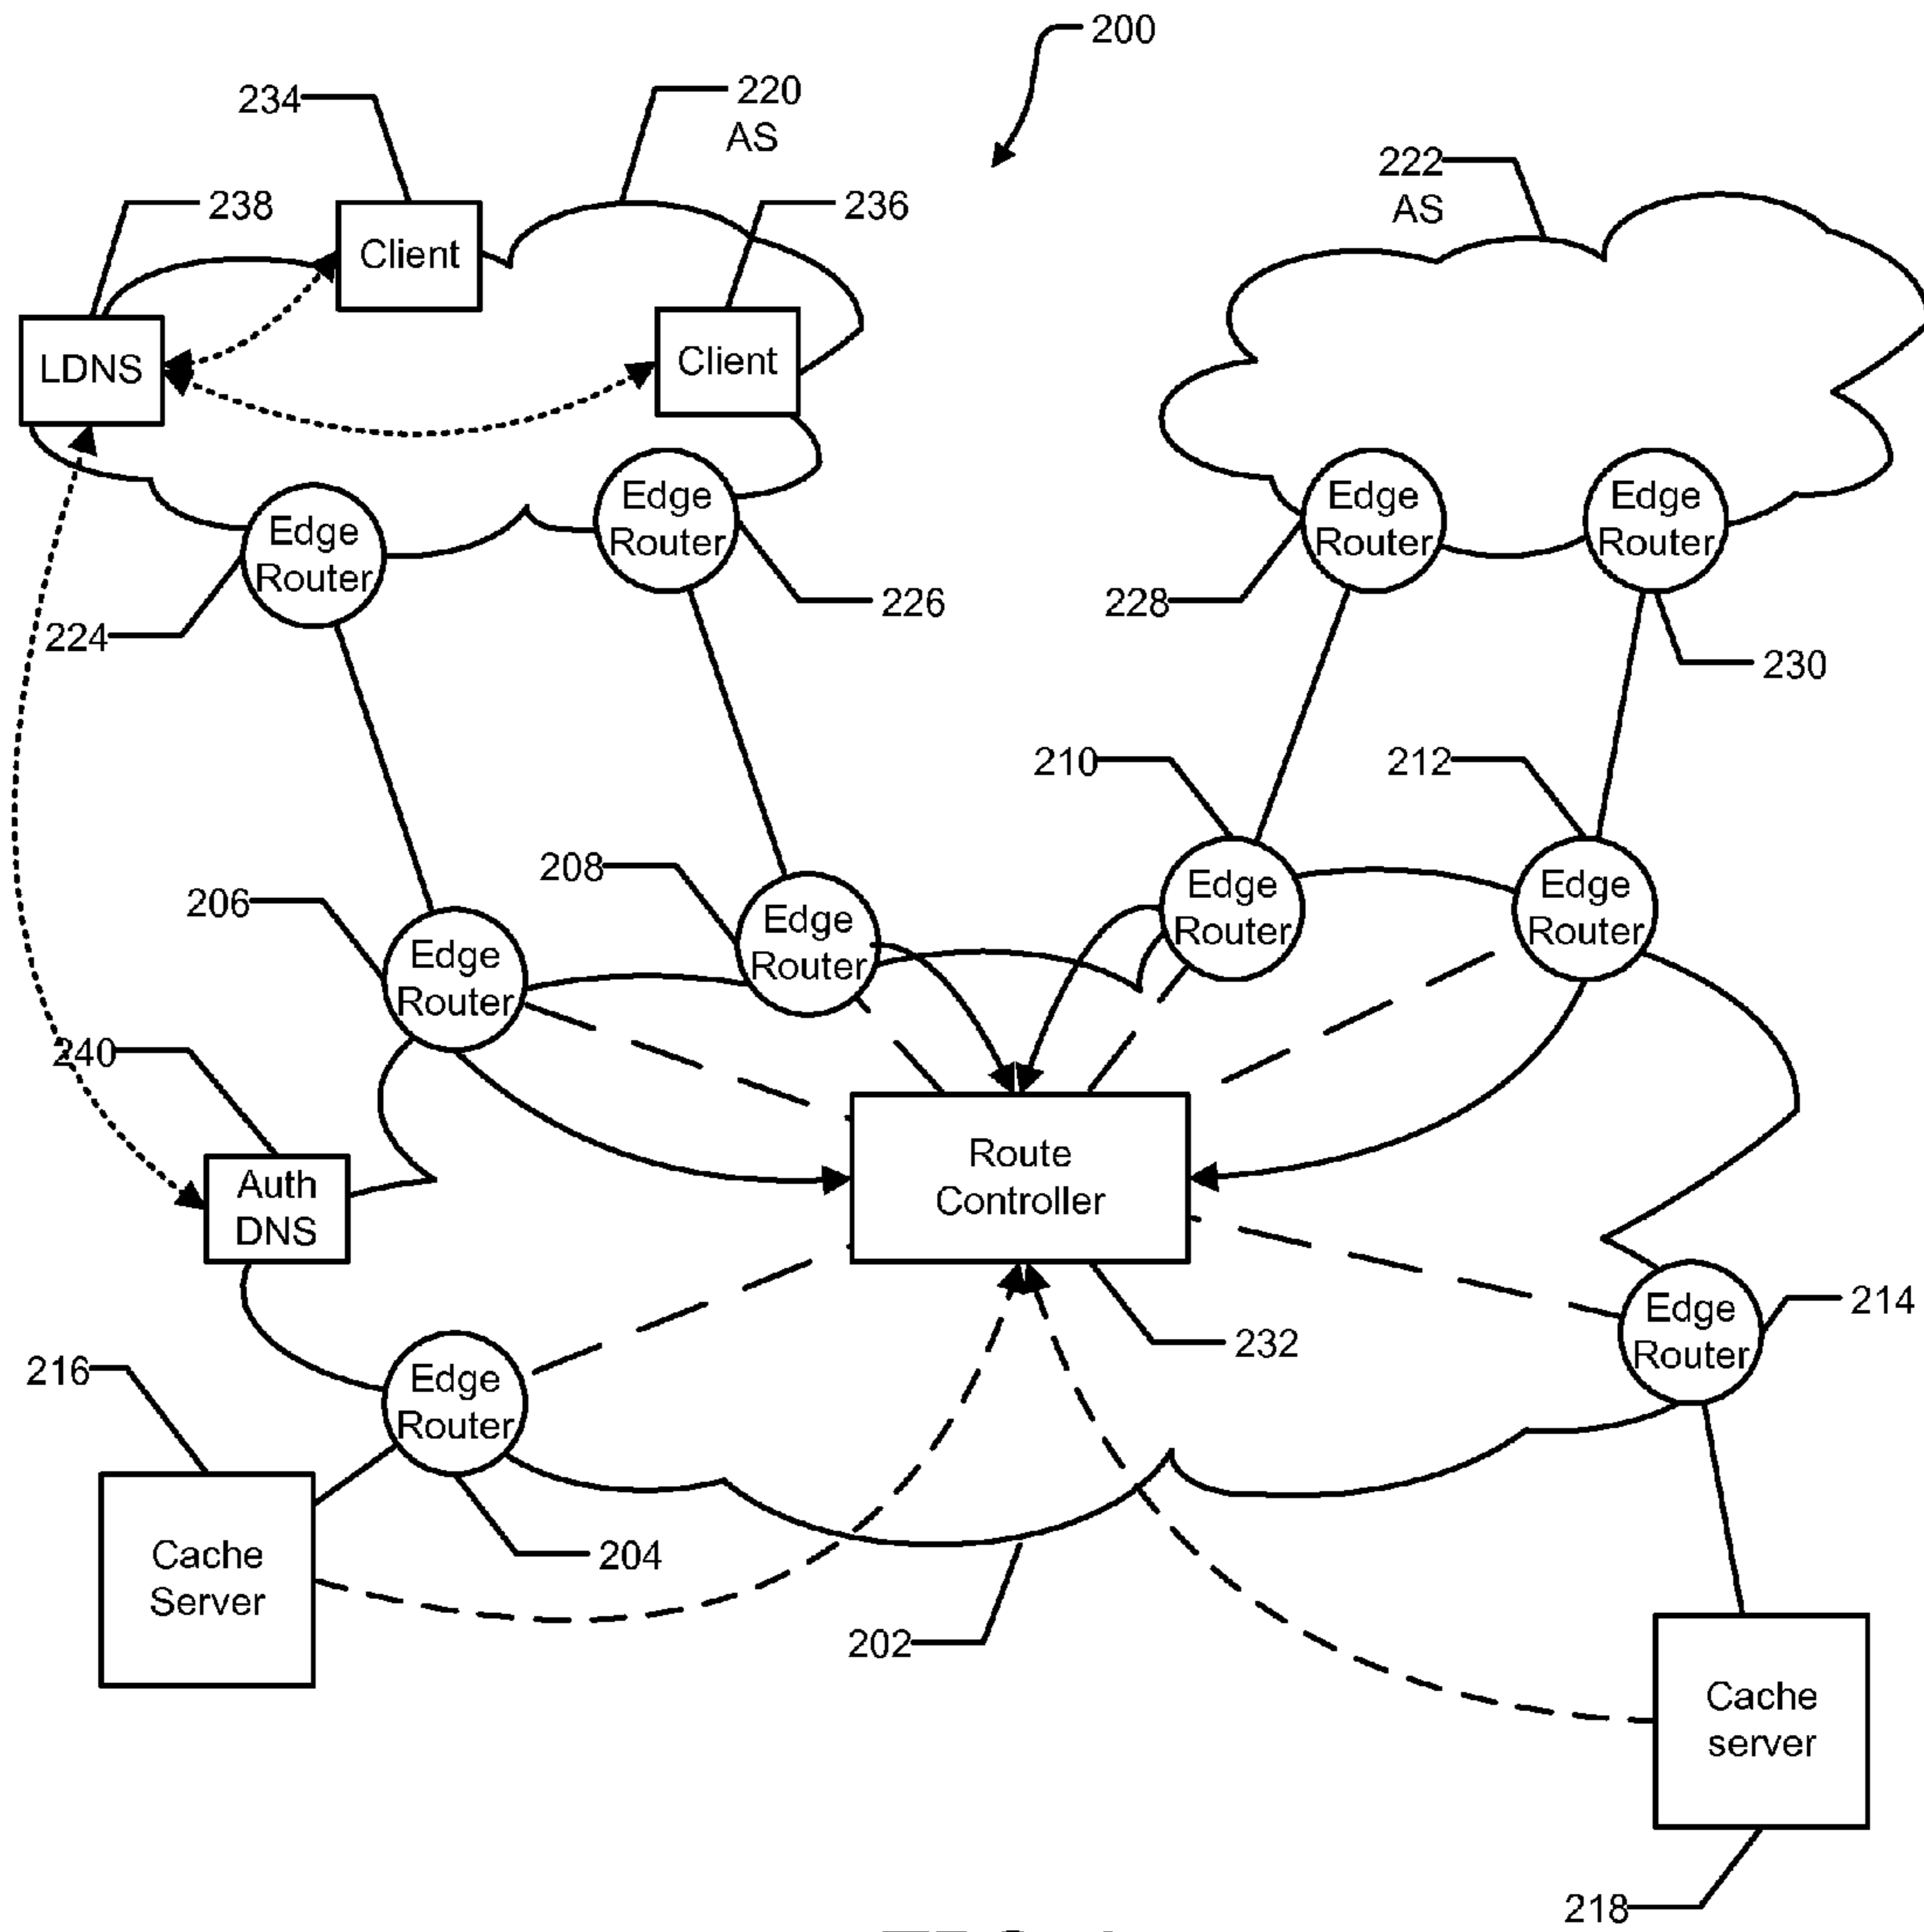 200
234
220
AS
222
AS
238
236
Client
Client
LDNS
Edge
Router
Edge
Router
Edge
Router
Edge
Router
224
226
228
230
210
212
208
206
Edge
Router
Edge
Router
Edge
Router
Edge
Router
240
Auth
DNS
Route
Controller
214
Edge
Router
232
216
Edge
Router
204
Cache
Server
202
Cache
server
218